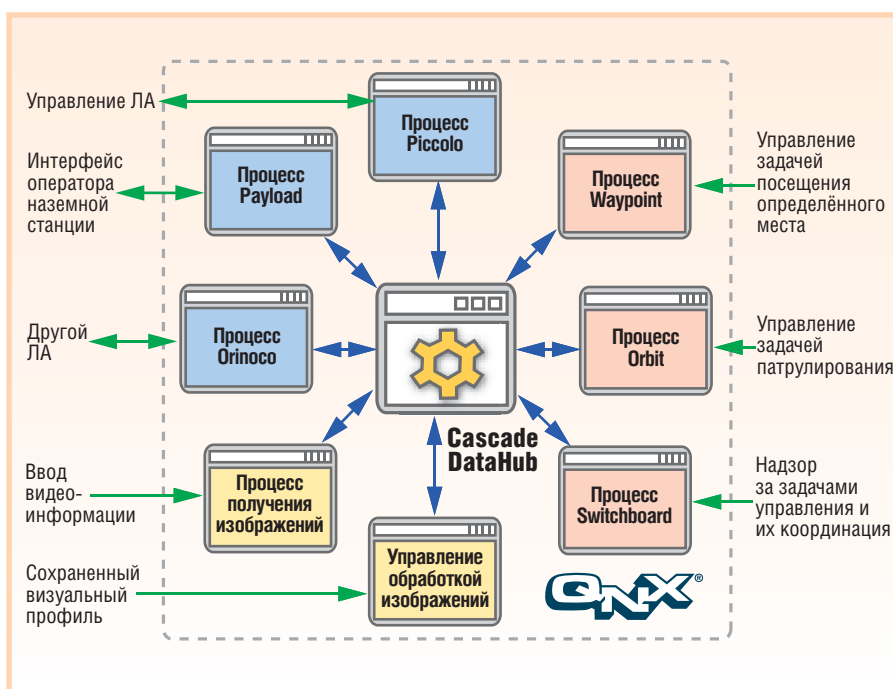 Управление ЛА
Процесс
Piccolo
Интерфейс
оператора
наземной
станции
Процесс
Payload
Процесс
Waypoint
Управление
задачей
посещения
определённого
места
Другой
ЛА
Процесс
Orinoco
Процесс
Orbit
Управление
задачей
патрулирования
Cascade
DataHub
Ввод
видео-
информации
Процесс
получения
изображений
Процесс
Switchboard
Надзор
за задачами
управления и
их координация
Сохраненный
визуальный
профиль
Управление
обработкой
изображений
QNX®